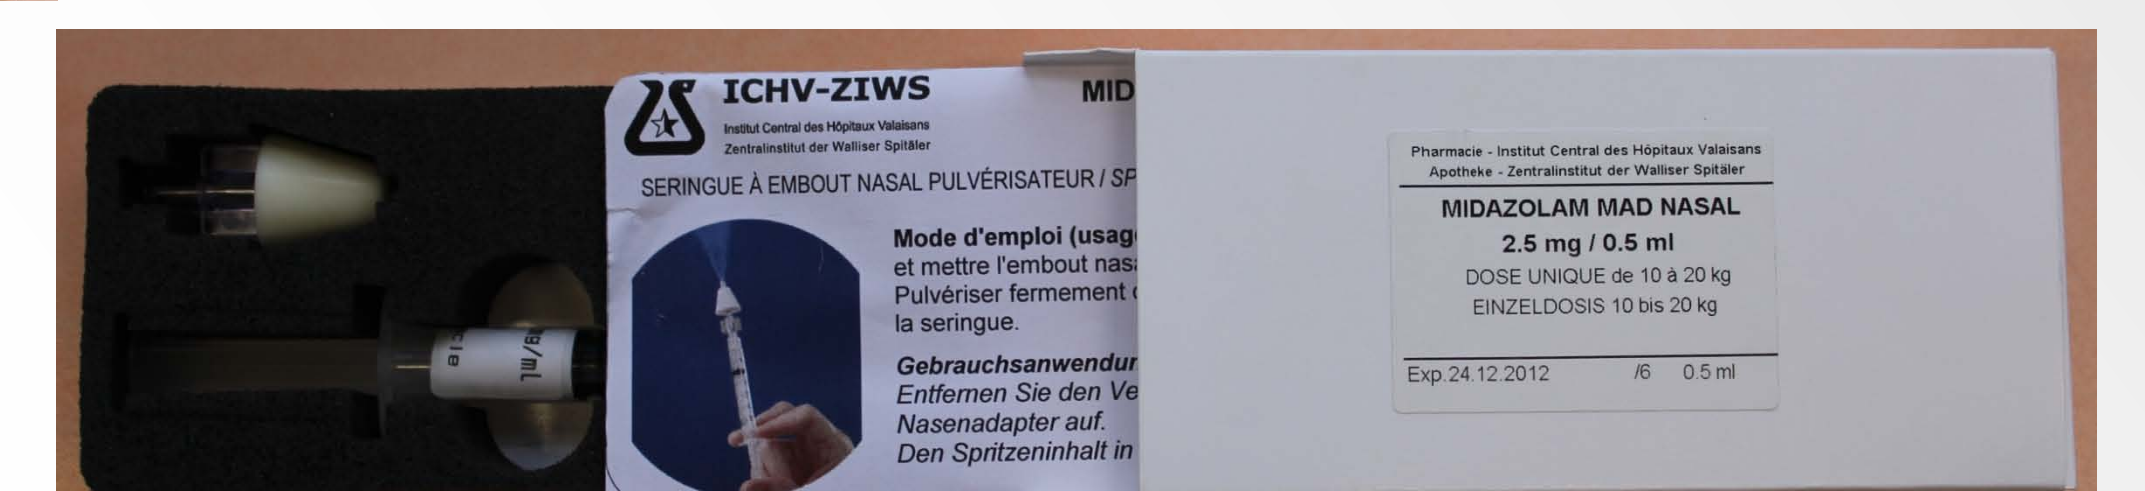 ICHV-ZIWS
MID
Institut Central des Hôpitaux Valaisans
Zentralinstitut der Walliser Spitäler
SERINGUE À EMBOUT NASAL PULVÉRISATEUR / SP
Mode d'emploi (usag
et mettre l'embout nas
Pulvériser fermement
la seringue.
Gebrauchsanwendun
Entfernen Sie den Ve
Nasenadapter auf.
Den Spritzeninhalt in
mg/ml
cie
Pharmacie - Institut Central des Hôpitaux Valaisans
Apotheke - Zentralinstitut der Walliser Spitäler
MIDAZOLAM MAD NASAL
2.5 mg / 0.5 ml
DOSE UNIQUE de 10 à 20 kg
EINZELDOSIS 10 bis 20 kg
Exp.24.12.2012 /6 0.5 ml